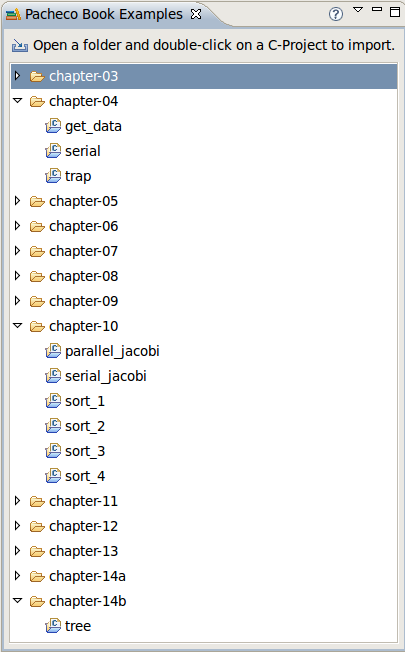 Pacheco Book Examples
Open a folder and double-click on a C-Project to import.
chapter-03
chapter-04
get_data
serial
trap
chapter-05
chapter-06
chapter-07
chapter-08
chapter-09
chapter-10
parallel_jacobi
serial_jacobi
sort_1
sort_2
sort_3
sort_4
chapter-11
chapter-12
chapter-13
chapter-14a
chapter-14b
tree